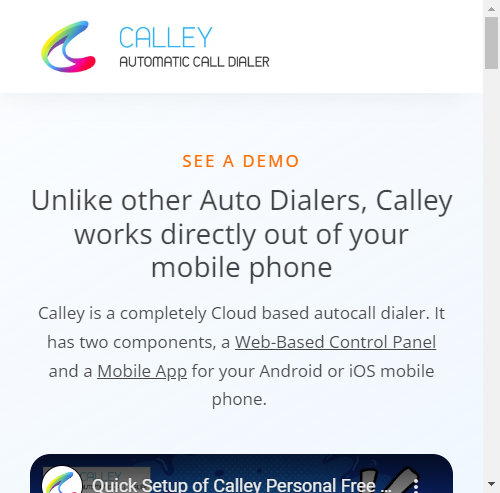 CALLEY
AUTOMATIC CALL DIALER
SEE A DEMO
Unlike other Auto Dialers, Calley
works directly out of your
mobile phone
Calley is a completely Cloud based autocall dialer. It
has two components, a Web-Based Control Panel
and a Mobile App for your Android or iOS mobile
phone.
CALLEY
Quick Setup of Calley Personal Free ...